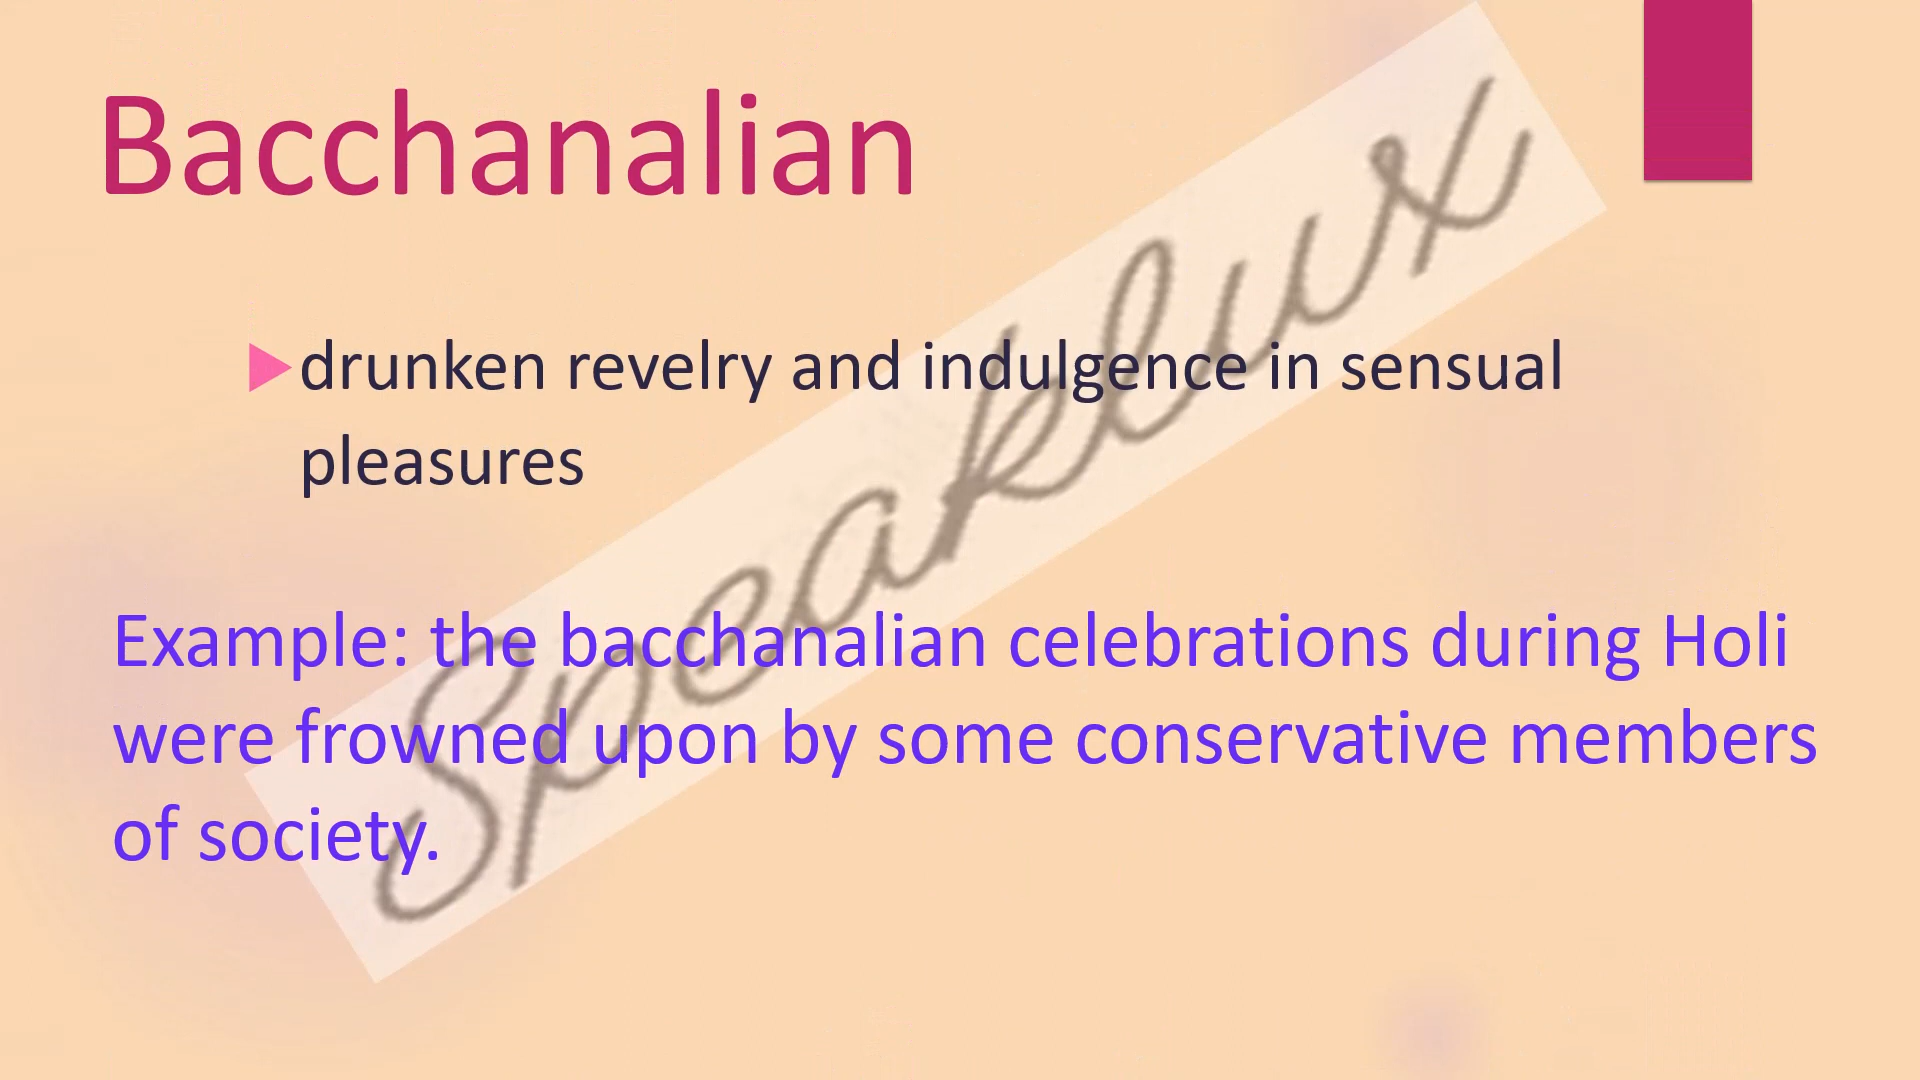 Bacchanalian
drunken revelry and indulgence in sensual
pleasures
Example: the bacchanalian celebrations during Holi
were frowned upon by some conservative members
of society.
Speaklux